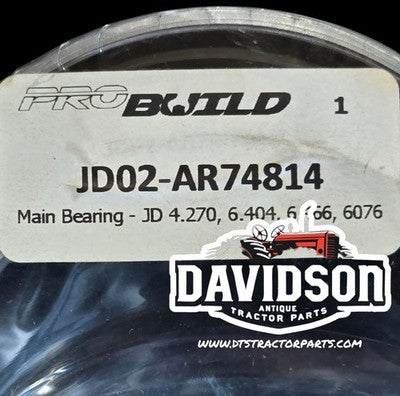 PRO BUILD 1
JD02-AR74814
Main Bearing - JD 4.270, 6.404, 6076
DAVIDSON
ANTIQUE
TRACTOR PARTS
WWW.DTSTRACTORPARTS.COM